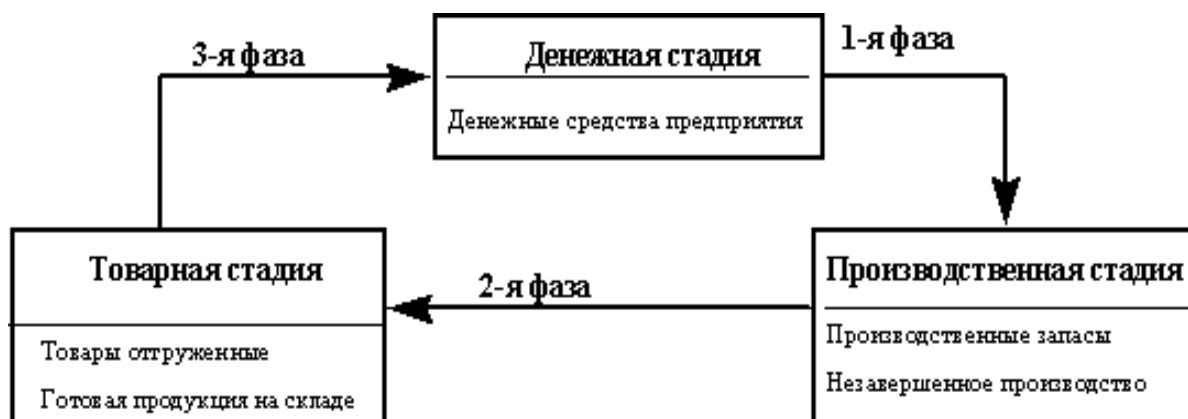 3-я фаза
Денежная стадия
1-я фаза
Денежные средства предприятия
Товарная стадия
2-я фаза
Производственная стадия
Товары отгруженные
Готовая продукция на складе
Производственные запасы
Незавершенное производство